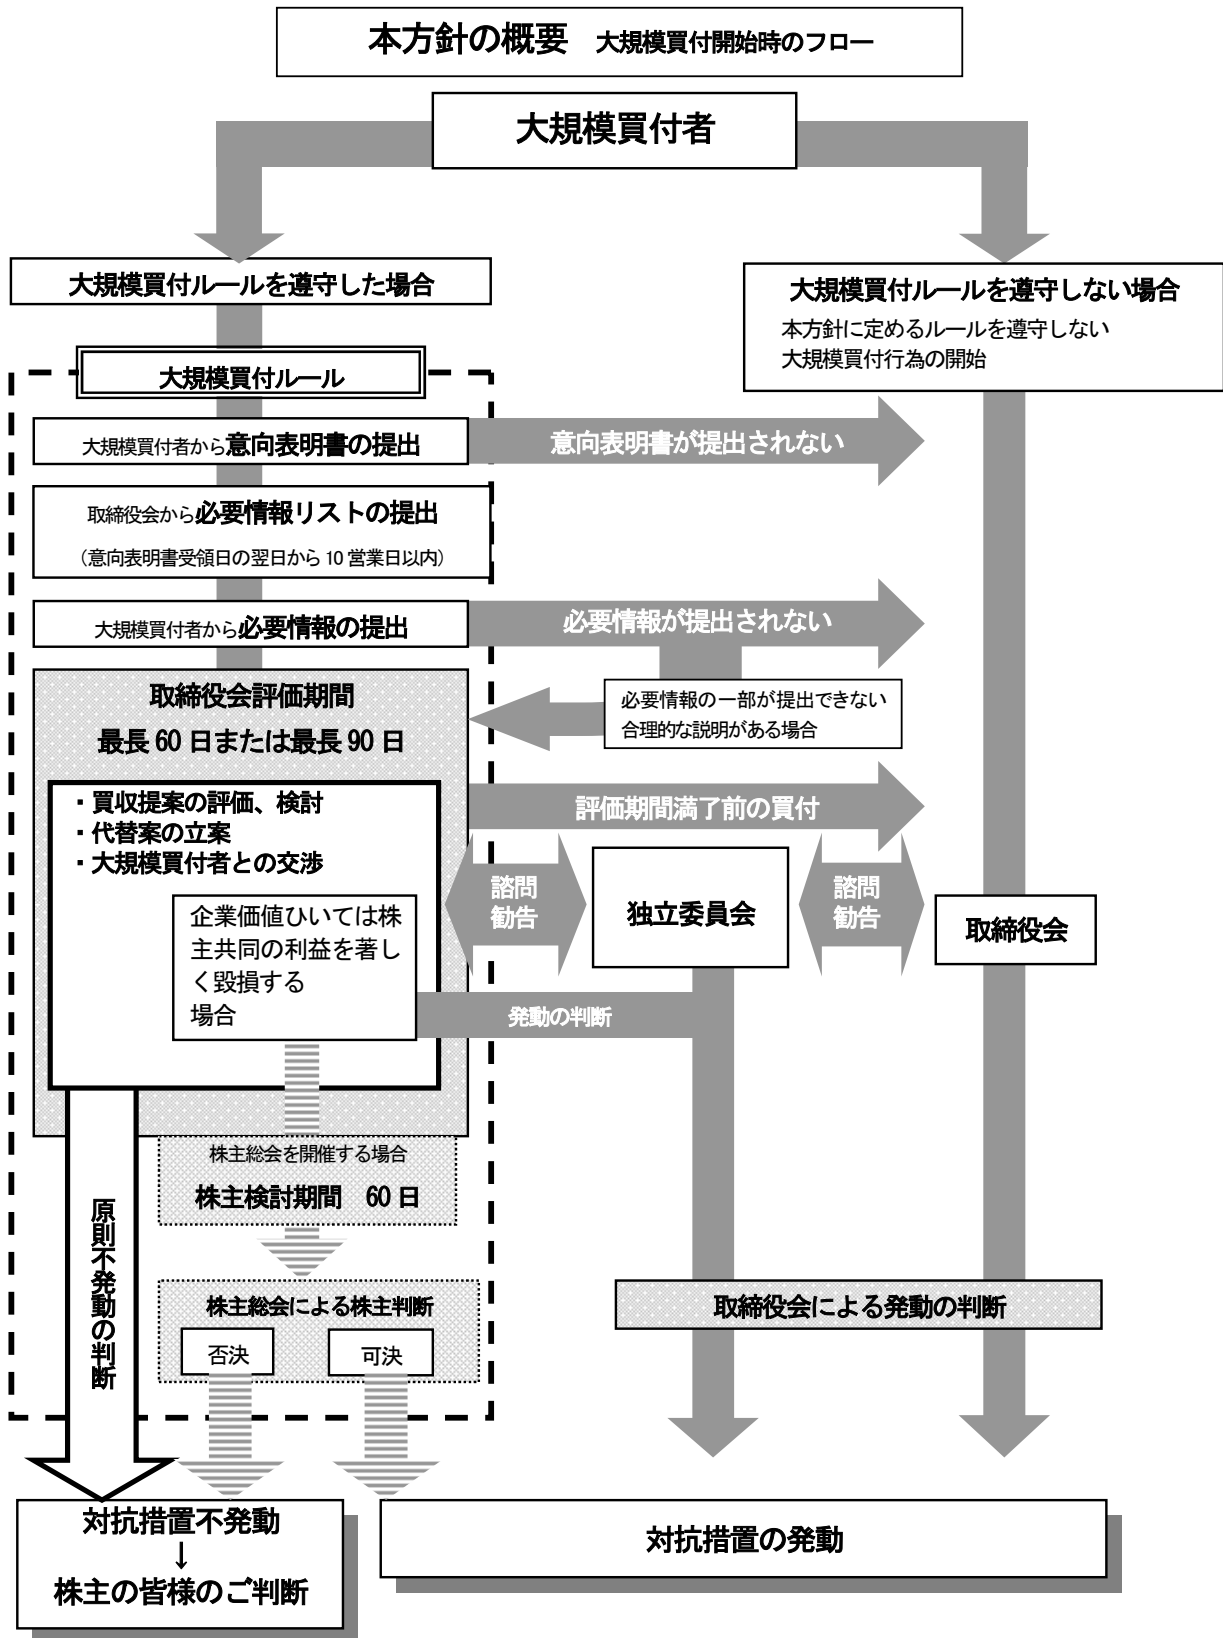 本方針の概要　大規模買付開始時のフロー
大規模買付者
大規模買付ルールを遵守した場合
大規模買付ルールを遵守しない場合
本方針に定めるルールを遵守しない
大規模買付行為の開始
大規模買付ルール
大規模買付者から意向表明書の提出
意向表明書が提出されない
取締役会から必要情報リストの提出
（意向表明書受領日の翌日から 10 営業日以内）
大規模買付者から必要情報の提出
必要情報が提出されない
必要情報の一部が提出できない
合理的な説明がある場合
取締役会評価期間
最長 60 日または最長 90 日
評価期間満了前の買付
・買収提案の評価、検討
・代替案の立案
・大規模買付者との交渉
諮問
勧告
独立委員会
諮問
勧告
取締役会
企業価値ひいては株
主共同の利益を著し
く毀損する
場合
発動の判断
株主総会を開催する場合
株主検討期間　60 日
原則不発動の判断
株主総会による株主判断
否決
可決
取締役会による発動の判断
対抗措置不発動
↓
株主の皆様のご判断
対抗措置の発動